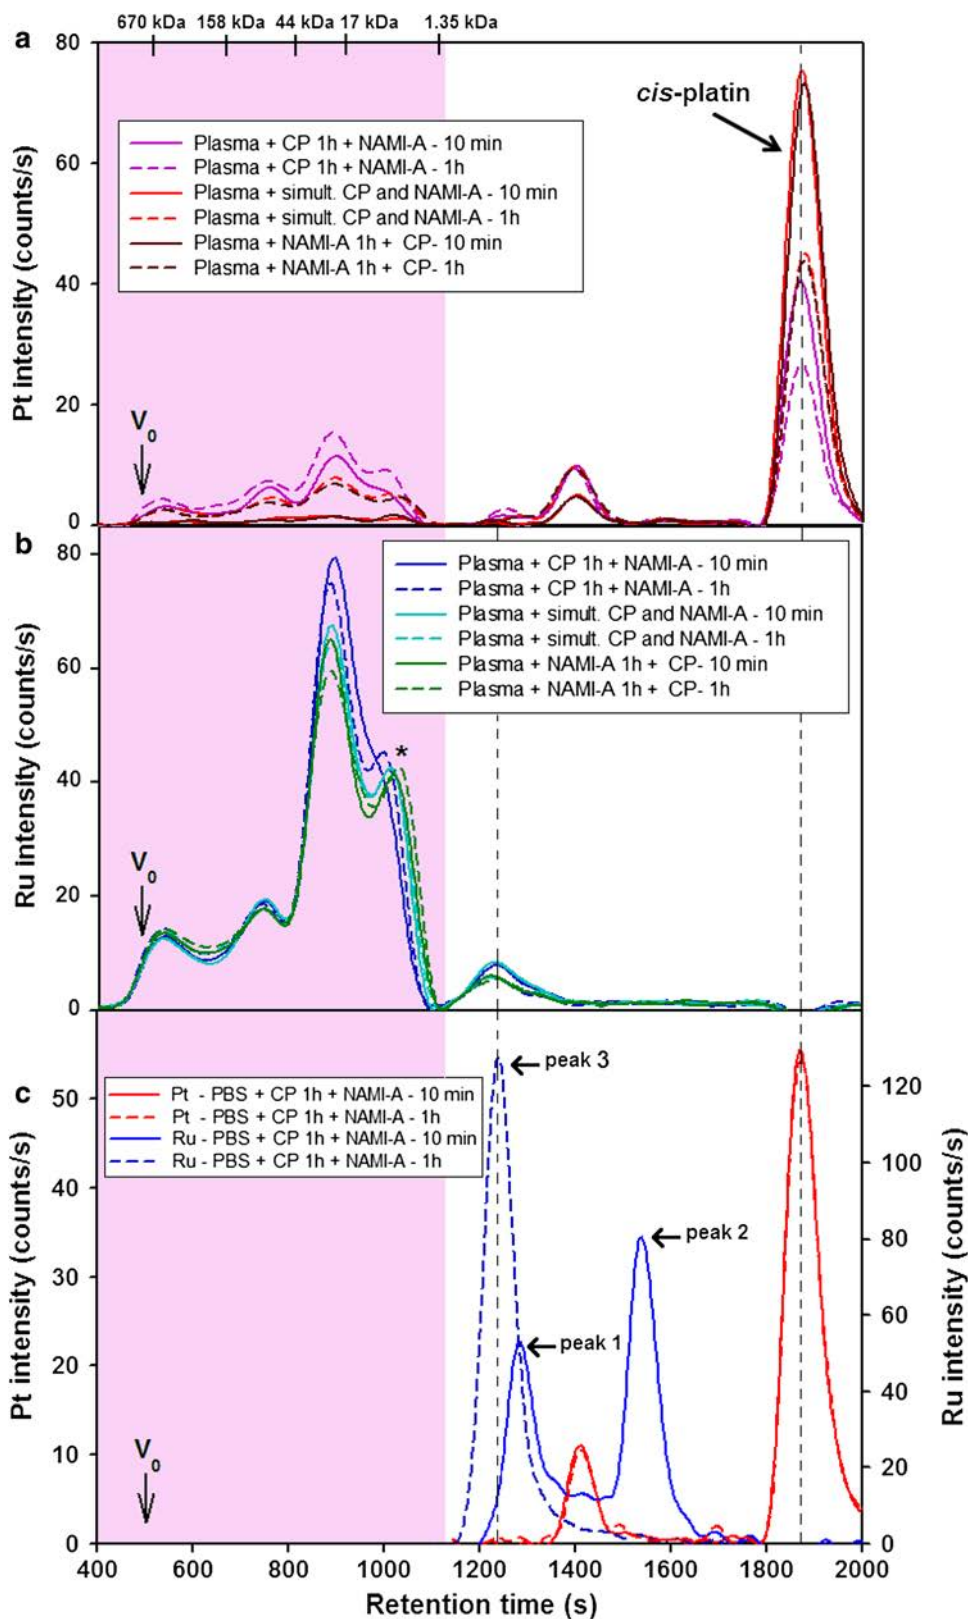 670 kDa 158 kDa 44 kDa 17 kDa 1.35 kDa
a
80
60
40
20
0
Pt intensity (counts/s)
cis-platin
Plasma + CP 1h + NAMI-A - 10 min
Plasma + CP 1h + NAMI-A - 1h
Plasma + simult. CP and NAMI-A - 10 min
Plasma + simult. CP and NAMI-A - 1h
Plasma + NAMI-A 1h + CP- 10 min
Plasma + NAMI-A 1h + CP- 1h
V0
b
80
60
40
20
0
Ru intensity (counts/s)
Plasma + CP 1h + NAMI-A - 10 min
Plasma + CP 1h + NAMI-A - 1h
Plasma + simult. CP and NAMI-A - 10 min
Plasma + simult. CP and NAMI-A - 1h
Plasma + NAMI-A 1h + CP- 10 min
Plasma + NAMI-A 1h + CP- 1h
*
V0
c
50
40
30
20
10
0
Pt intensity (counts/s)
Pt - PBS + CP 1h + NAMI-A - 10 min
Pt - PBS + CP 1h + NAMI-A - 1h
Ru - PBS + CP 1h + NAMI-A - 10 min
Ru - PBS + CP 1h + NAMI-A - 1h
peak 3
peak 2
peak 1
V0
120
100
80
60
40
20
0
Ru intensity (counts/s)
400 600 800 1000 1200 1400 1600 1800 2000
Retention time (s)